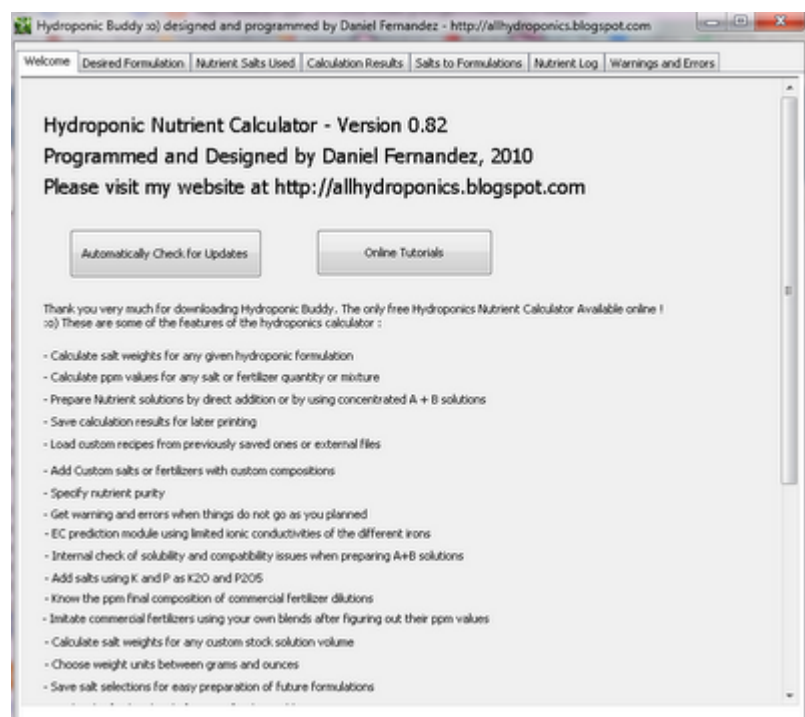 Hydroponic Buddy :o) designed and programmed by Daniel Fernandez - http://allhydroponics.blogspot.com
Welcome Desired Formulation Nutrient Salts Used Calculation Results Salts to Formulations Nutrient Log Warnings and Errors
Hydroponic Nutrient Calculator - Version 0.82
Programmed and Designed by Daniel Fernandez, 2010
Please visit my website at http://allhydroponics.blogspot.com
Automatically Check for Updates Online Tutorials
Thank you very much for downloading Hydroponic Buddy. The only free Hydroponics Nutrient Calculator Available online !
:o) These are some of the features of the hydroponics calculator :
- Calculate salt weights for any given hydroponic formulation
- Calculate ppm values for any salt or fertilizer quantity or mixture
- Prepare Nutrient solutions by direct addition or by using concentrated A + B solutions
- Save calculation results for later printing
- Load custom recipes from previously saved ones or external files
- Add Custom salts or fertilizers with custom compositions
- Specify nutrient purity
- Get warning and errors when things do not go as you planned
- EC prediction module using limited ionic conductivities of the different irons
- Internal check of solubility and compatibility issues when preparing A+B solutions
- Add salts using K and P as K2O and P2O5
- Know the ppm final composition of commercial fertilizer dilutions
- Imitate commercial fertilizers using your own blends after figuring out their ppm values
- Calculate salt weights for any custom stock solution volume
- Choose weight units between grams and ounces
- Save salt selections for easy preparation of future formulations